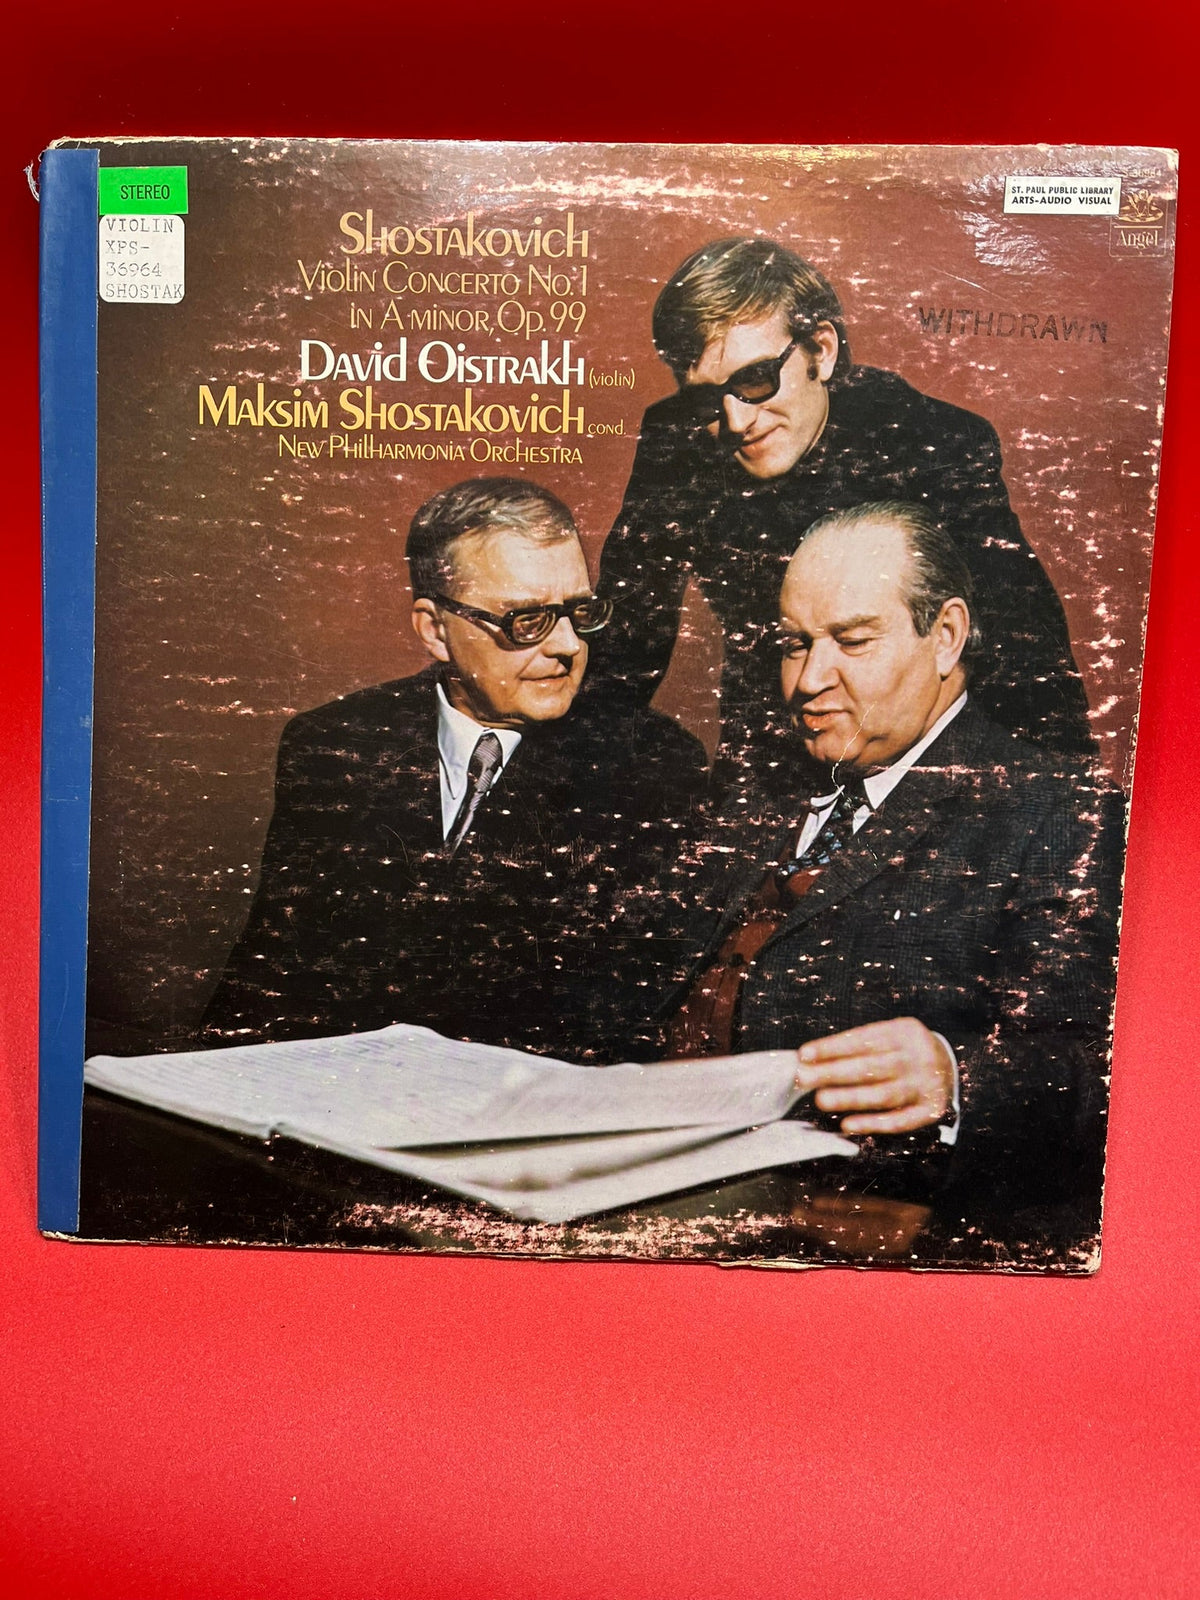 STEREO
VIOLIN
XPS-
36964
SHOSTAK
Shostakovich
Violin Concerto No. 1
in A minor, Op. 99
David Oistrakh (violin)
Maksim Shostakovich cond.
New Philharmonia Orchestra
ST. PAUL PUBLIC LIBRARY
ARTS-AUDIO VISUAL
Angel
WITHDRAWN